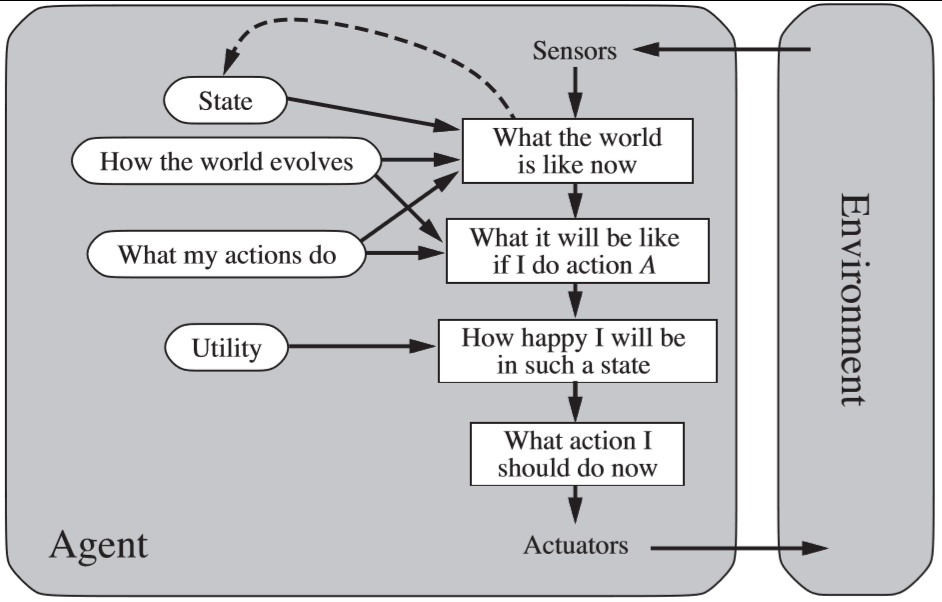 Sensors
State
What the world
is like now
How the world evolves
What my actions do
What it will be like
if I do action A
Utility
How happy I will be
in such a state
What action I
should do now
Agent
Actuators
Environment